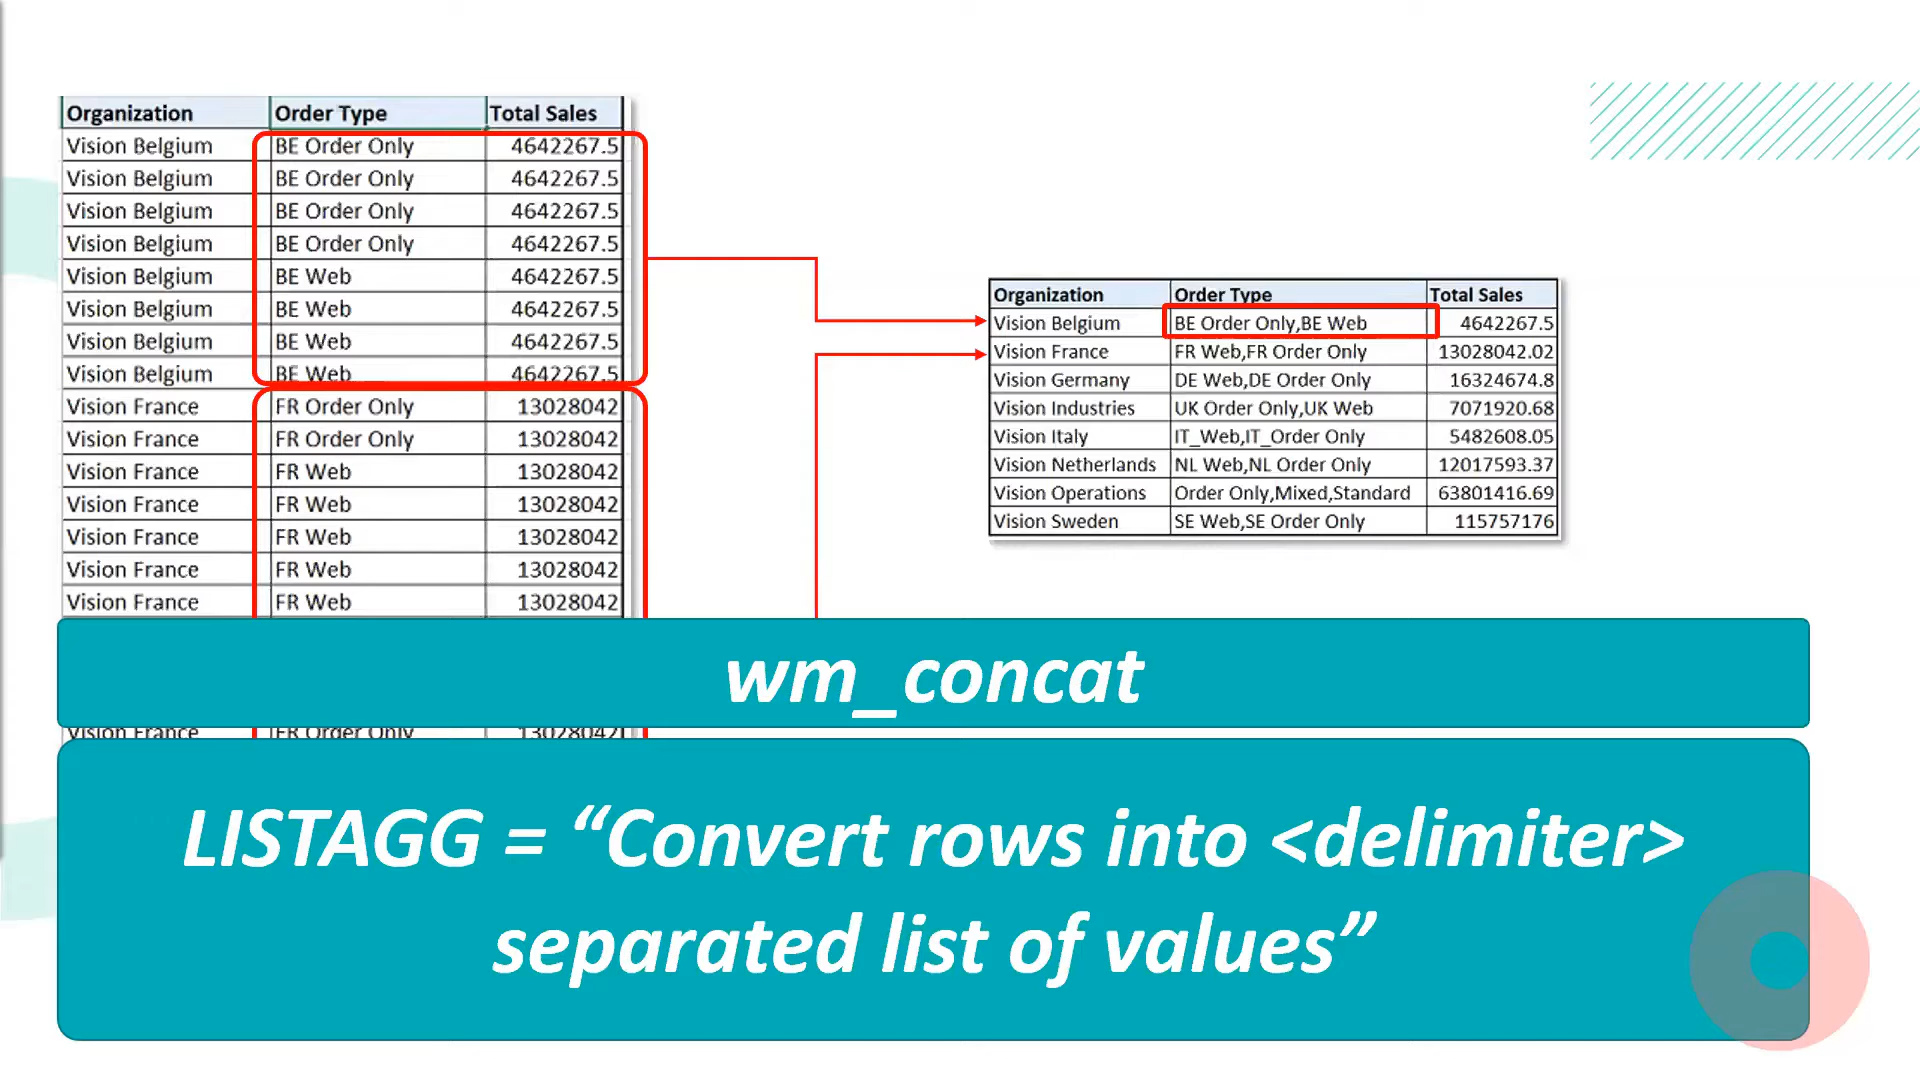 Organization Order Type Total Sales
Vision Belgium BE Order Only 4642267.5
Vision Belgium BE Order Only 4642267.5
Vision Belgium BE Order Only 4642267.5
Vision Belgium BE Order Only 4642267.5
Vision Belgium BE Web 4642267.5
Vision Belgium BE Web 4642267.5
Vision Belgium BE Web 4642267.5
Vision Belgium BE Web 4642267.5
Vision France FR Order Only 13028042
Vision France FR Order Only 13028042
Vision France FR Web 13028042
Vision France FR Web 13028042
Vision France FR Web 13028042
Vision France FR Web 13028042
Vision France FR Web 13028042
Vision France FR Order Only 13028042
Organization Order Type Total Sales
Vision Belgium BE Order Only,BE Web 4642267.5
Vision France FR Web,FR Order Only 13028042.02
Vision Germany DE Web,DE Order Only 16324674.8
Vision Industries UK Order Only,UK Web 7071920.68
Vision Italy IT_Web,IT_Order Only 5482608.05
Vision Netherlands NL Web,NL Order Only 12017593.37
Vision Operations Order Only,Mixed,Standard 63801416.69
Vision Sweden SE Web,SE Order Only 115757176
wm_concat
LISTAGG = “Convert rows into <delimiter>
separated list of values”